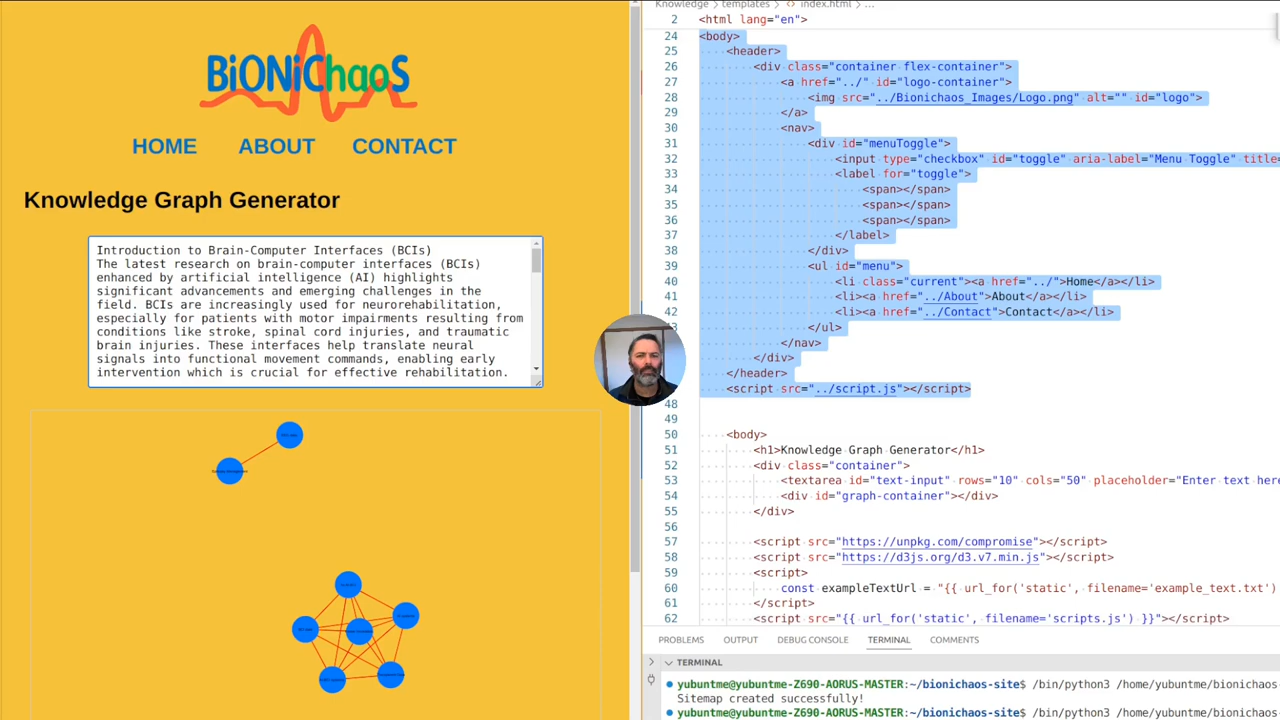 BiONiChaoS
HOME ABOUT CONTACT
Knowledge Graph Generator
Introduction to Brain-Computer Interfaces (BCIs)
The latest research on brain-computer interfaces (BCIs)
enhanced by artificial intelligence (AI) highlights
significant advancements and emerging challenges in the
field. BCIs are increasingly used for neurorehabilitation,
especially for patients with motor impairments resulting from
conditions like stroke, spinal cord injuries, and traumatic
brain injuries. These interfaces help translate neural
signals into functional movement commands, enabling early
intervention which is crucial for effective rehabilitation.
Knowledge > templates > <> index.html > ...
2 <html lang="en">
24 <body>
25 <header>
26 <div class="container flex-container">
27 <a href="../" id="logo-container">
28 <img src="../Bionichaos_Images/Logo.png" alt="" id="logo">
29 </a>
30 <nav>
31 <div id="menuToggle">
32 <input type="checkbox" id="toggle" aria-label="Menu Toggle" title=
33 <label for="toggle">
34 <span></span>
35 <span></span>
36 <span></span>
37 </label>
38 </div>
39 <ul id="menu">
40 <li class="current"><a href="../">Home</a></li>
41 <li><a href="../About">About</a></li>
42 <li><a href="../Contact">Contact</a></li>
</ul>
</nav>
</div>
</header>
<script src="../script.js"></script>
48
49
50 <body>
51 <h1>Knowledge Graph Generator</h1>
52 <div class="container">
53 <textarea id="text-input" rows="10" cols="50" placeholder="Enter text here
54 <div id="graph-container"></div>
55 </div>
56
57 <script src="https://unpkg.com/compromise"></script>
58 <script src="https://d3js.org/d3.v7.min.js"></script>
59 <script>
60 const exampleTextUrl = "{{ url_for('static', filename='example_text.txt')
61 </script>
62 <script src="{{ url_for('static', filename='scripts.js') }}"></script>
PROBLEMS OUTPUT DEBUG CONSOLE TERMINAL COMMENTS
TERMINAL
yubuntme@yubuntme-Z690-AORUS-MASTER:~/bionichaos-site$ /bin/python3 /home/yubuntme/bionichaos-
Sitemap created successfully!
yubuntme@yubuntme-Z690-AORUS-MASTER:~/bionichaos-site$ /bin/python3 /home/yubuntme/bionichaos-